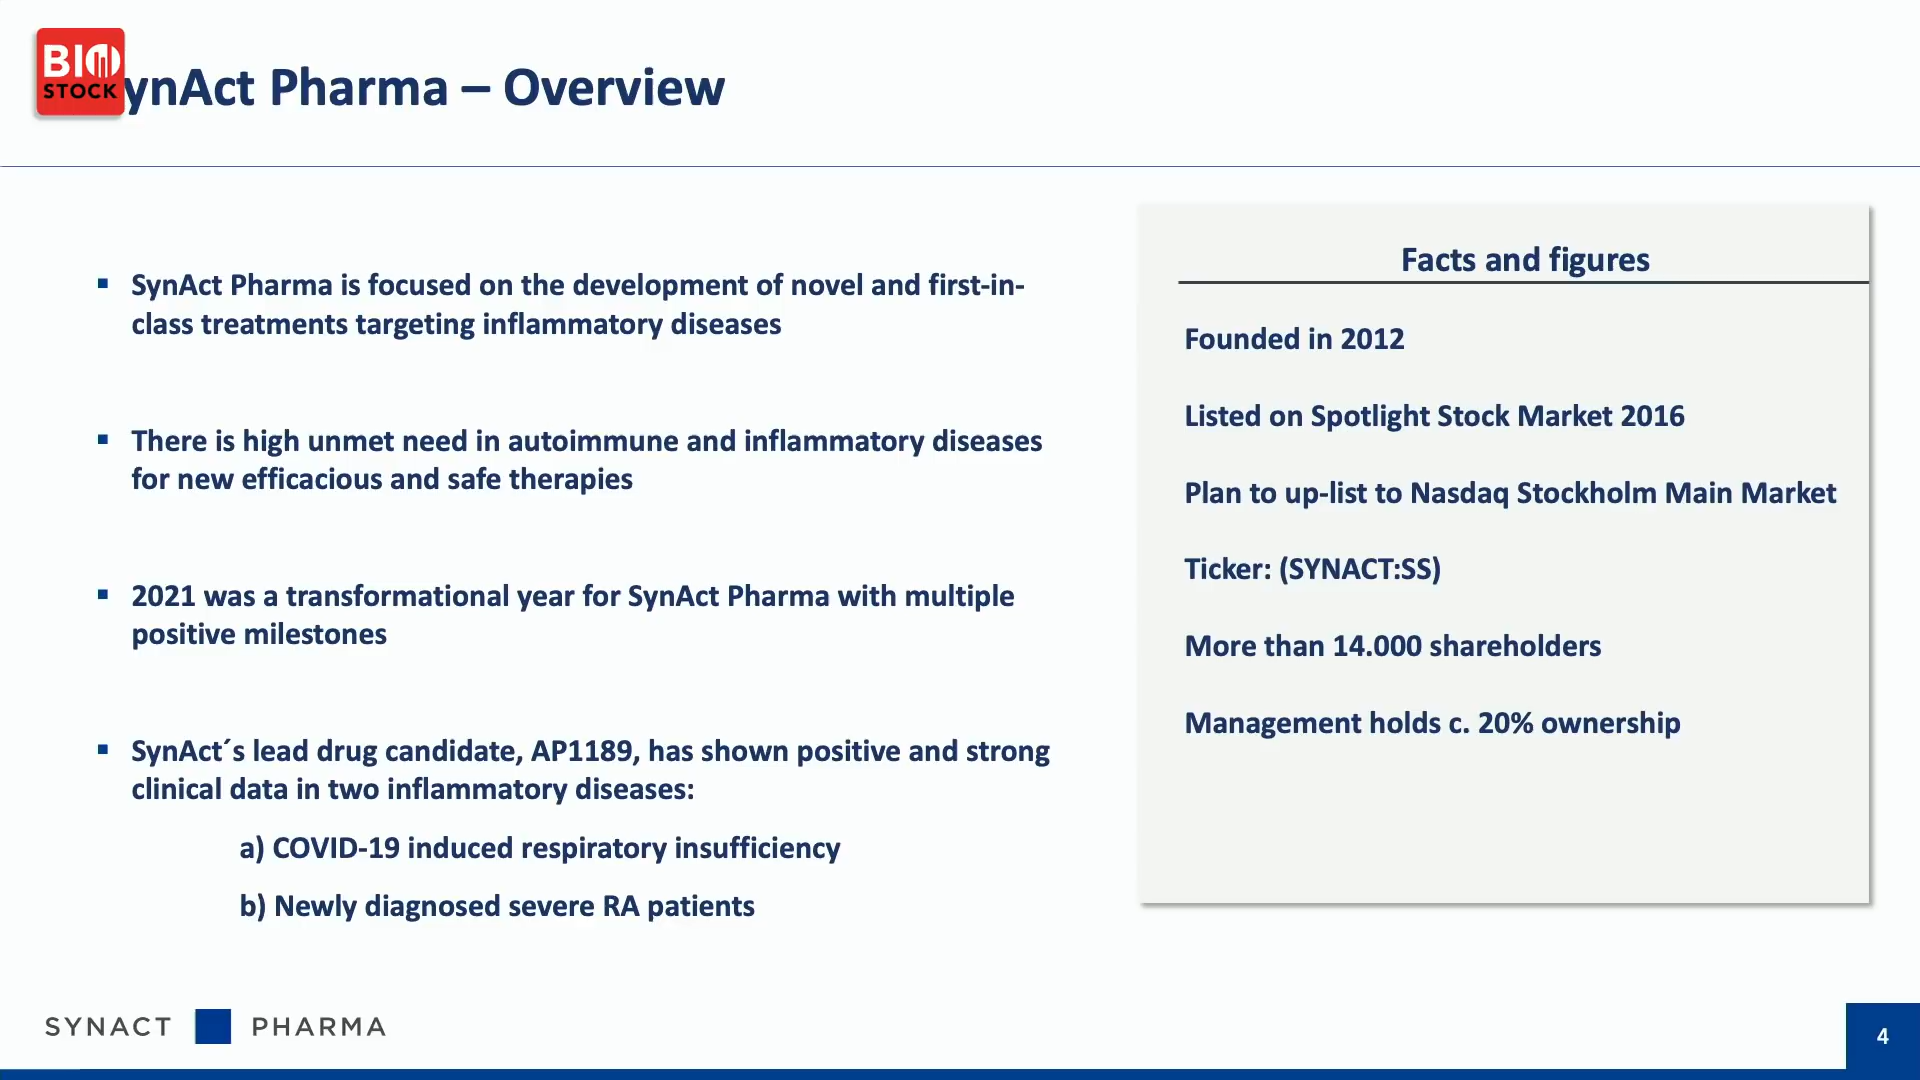 BIO
STOCK
ynAct Pharma – Overview
▪ SynAct Pharma is focused on the development of novel and first-in-
class treatments targeting inflammatory diseases
▪ There is high unmet need in autoimmune and inflammatory diseases
for new efficacious and safe therapies
▪ 2021 was a transformational year for SynAct Pharma with multiple
positive milestones
▪ SynAct´s lead drug candidate, AP1189, has shown positive and strong
clinical data in two inflammatory diseases:
a) COVID-19 induced respiratory insufficiency
b) Newly diagnosed severe RA patients
Facts and figures
Founded in 2012
Listed on Spotlight Stock Market 2016
Plan to up-list to Nasdaq Stockholm Main Market
Ticker: (SYNACT:SS)
More than 14.000 shareholders
Management holds c. 20% ownership
SYNACT PHARMA
4